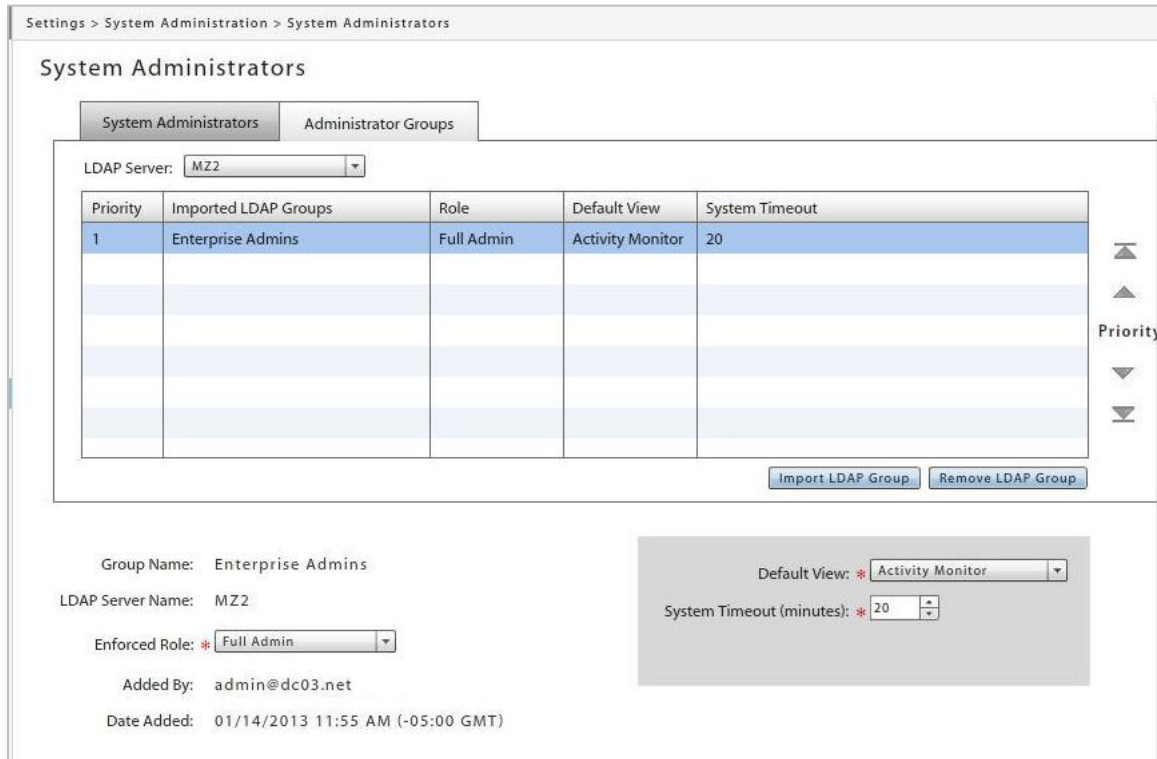 Settings > System Administration > System Administrators
System Administrators
System Administrators Administrator Groups
LDAP Server: MZ2
Priority Imported LDAP Groups Role Default View System Timeout
1 Enterprise Admins Full Admin Activity Monitor 20
Priority
Import LDAP Group Remove LDAP Group
Group Name: Enterprise Admins
LDAP Server Name: MZ2
Enforced Role: * Full Admin
Added By: admin@dc03.net
Date Added: 01/14/2013 11:55 AM (-05:00 GMT)
Default View: * Activity Monitor
System Timeout (minutes): * 20